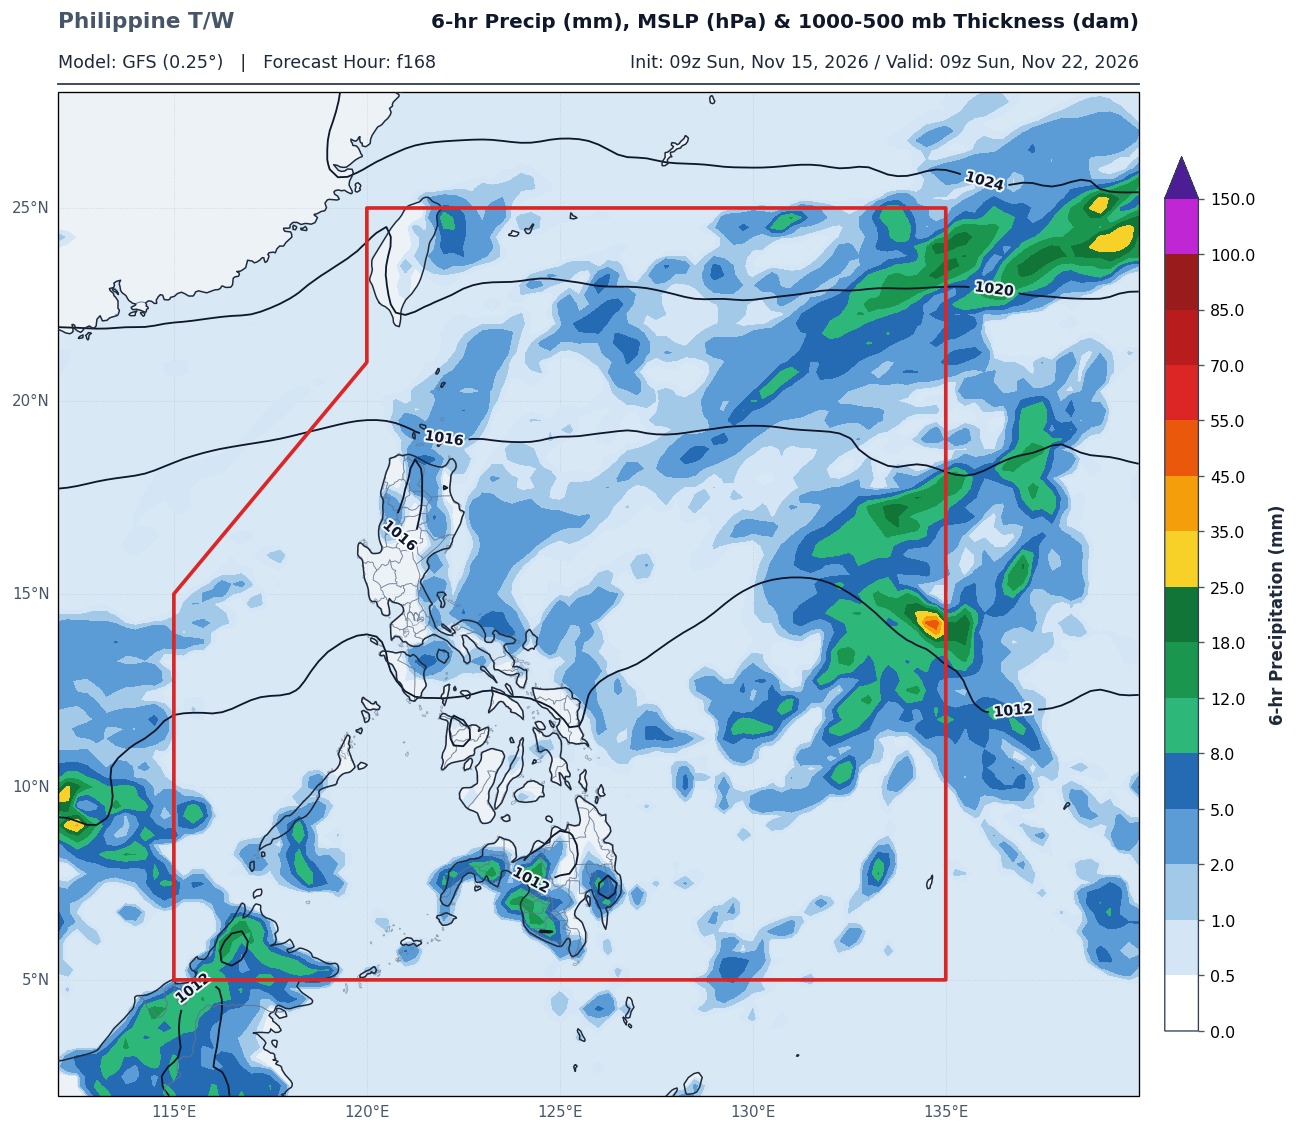 Philippine T/W
6-hr Precip (mm), MSLP (hPa) & 1000-500 mb Thickness (dam)
Model: GFS (0.25°) | Forecast Hour: f168
Init: 09z Sun, Nov 15, 2026 / Valid: 09z Sun, Nov 22, 2026
1024
1020
1016
1016
1012
1012
1012
25°N
20°N
15°N
10°N
5°N
115°E
120°E
125°E
130°E
135°E
150.0
100.0
85.0
70.0
55.0
45.0
35.0
25.0
18.0
12.0
8.0
5.0
2.0
1.0
0.5
0.0
6-hr Precipitation (mm)